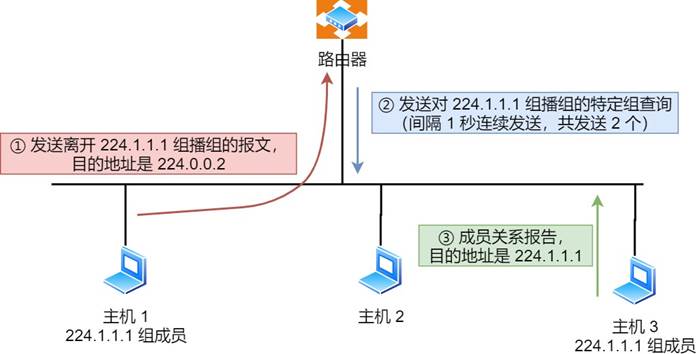 路由器
② 发送对 224.1.1.1 组播组的特定组查询
（间隔 1 秒连续发送，共发送 2 个）
① 发送离开 224.1.1.1 组播组的报文，
目的地址是 224.0.0.2
③ 成员关系报告，
目的地址是 224.1.1.1
主机 1
224.1.1.1 组成员
主机 2
主机 3
224.1.1.1 组成员